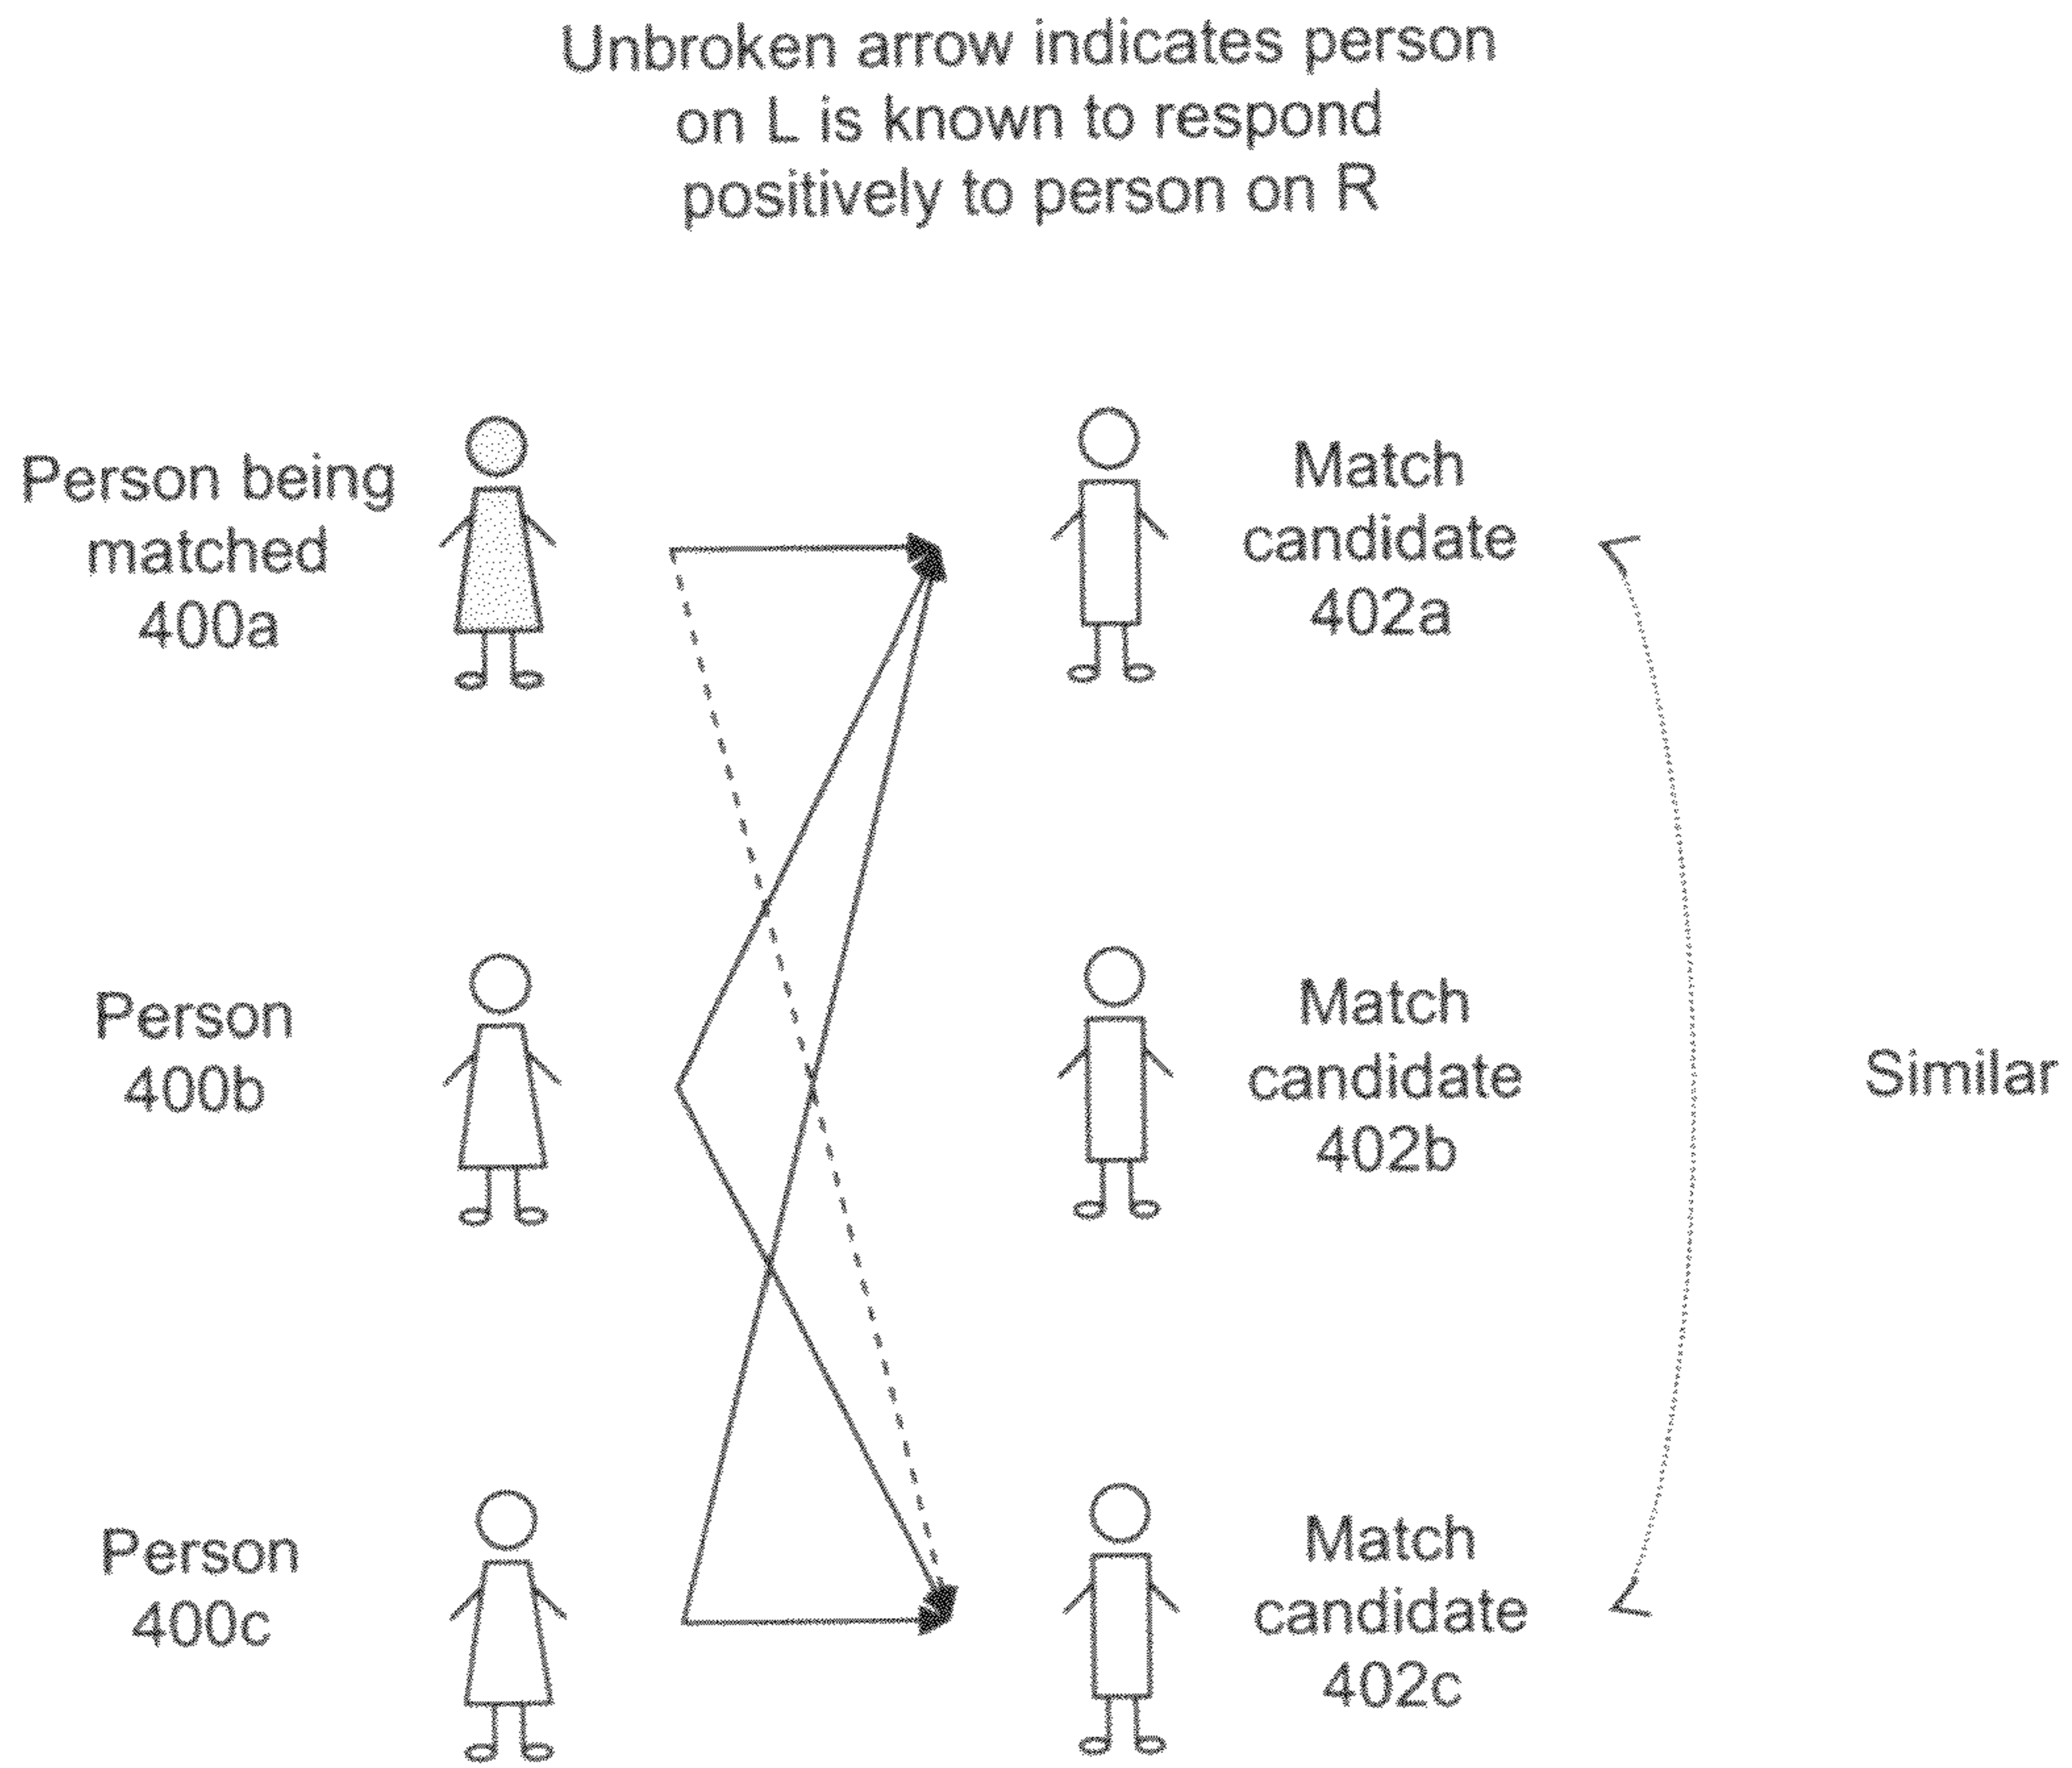 Unbroken arrow indicates person
on L is known to respond
positively to person on R
Person being
matched
400a
Match
candidate
402a
Person
400b
Match
candidate
402b
Similar
Person
400c
Match
candidate
402c